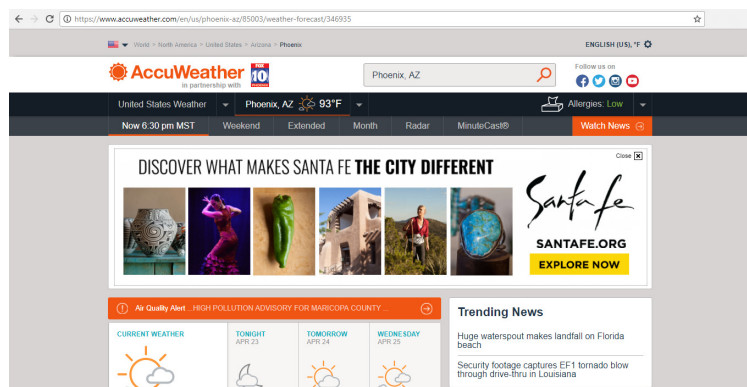 https://www.accuweather.com/en/us/phoenix-az/85003/weather-forecast/346935
World > North America > United States > Arizona > Phoenix
ENGLISH (US), °F
AccuWeather
in partnership with
FOX
10
PHOENIX
Phoenix, AZ
Follow us on
United States Weather
Phoenix, AZ 93°F
Allergies: Low
Now 6:30 pm MST Weekend Extended Month Radar MinuteCast® Watch News
DISCOVER WHAT MAKES SANTA FE THE CITY DIFFERENT
Close X
Santa fe
SANTAFE.ORG
EXPLORE NOW
Air Quality Alert ...HIGH POLLUTION ADVISORY FOR MARICOPA COUNTY ...
CURRENT WEATHER
TONIGHT
APR 23
TOMORROW
APR 24
WEDNESDAY
APR 25
Trending News
Huge waterspout makes landfall on Florida
beach
Security footage captures EF1 tornado blow
through drive-thru in Louisiana